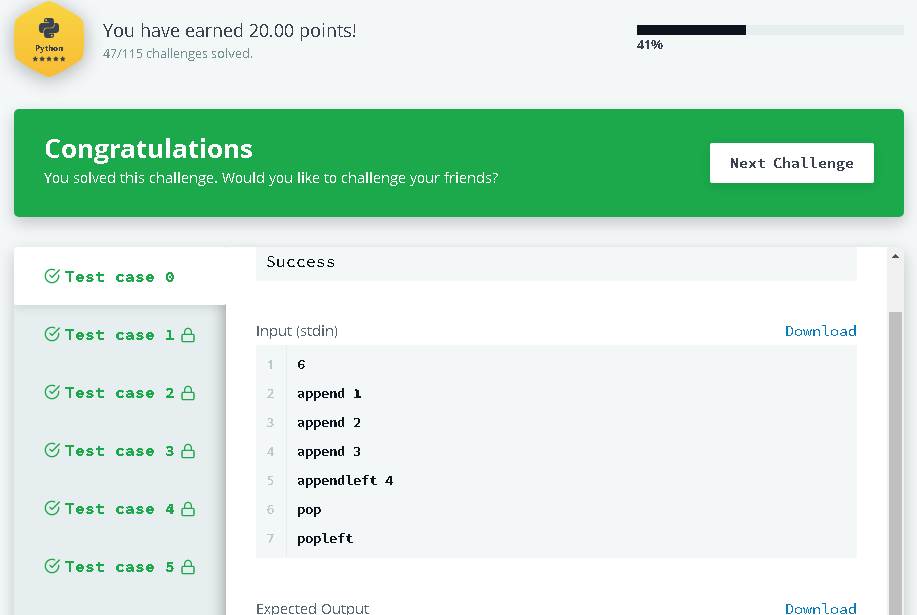 Python
You have earned 20.00 points!
47/115 challenges solved.
41%
Congratulations
You solved this challenge. Would you like to challenge your friends?
Next Challenge
Test case 0
Test case 1
Test case 2
Test case 3
Test case 4
Test case 5
Success
Input (stdin)
Download
1 6
2 append 1
3 append 2
4 append 3
5 appendleft 4
6 pop
7 popleft
Expected Output
Download